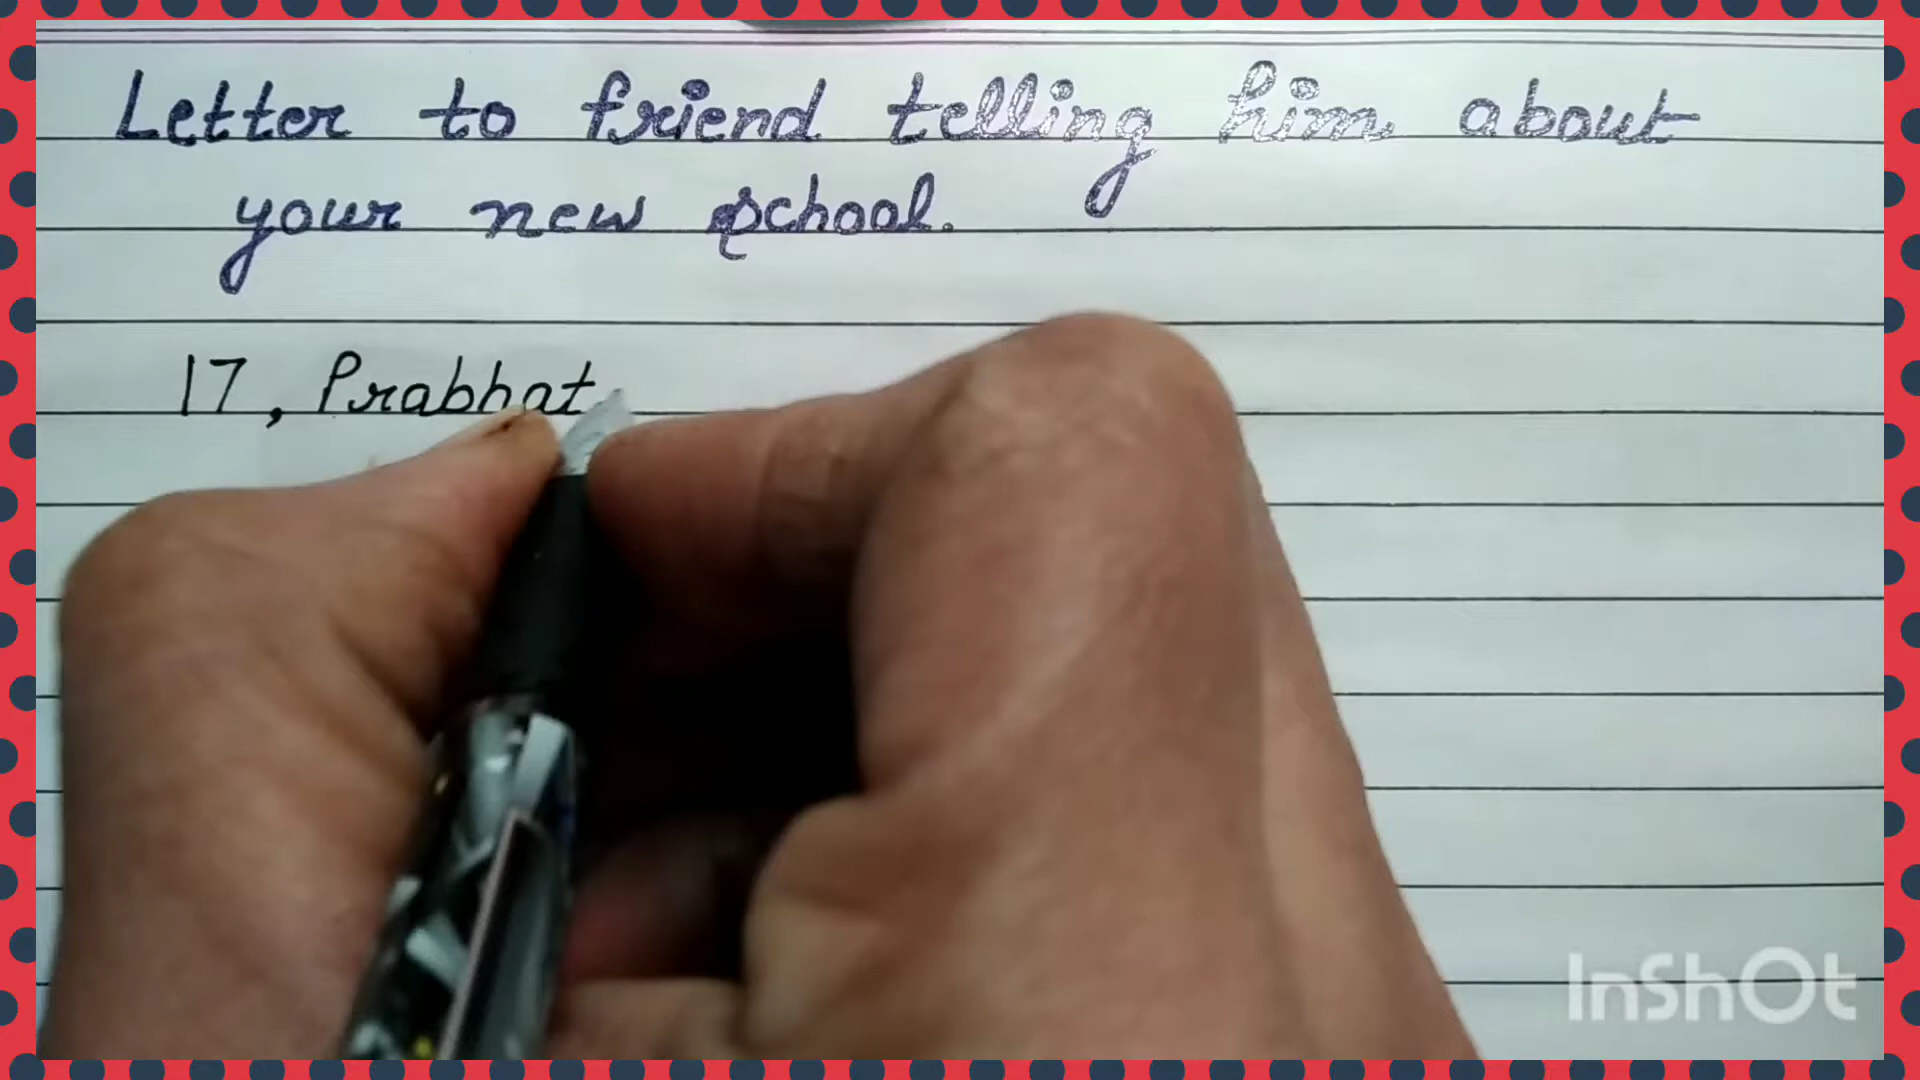 Letter to friend telling him about
your new school.
17, Prabhat
InShOt